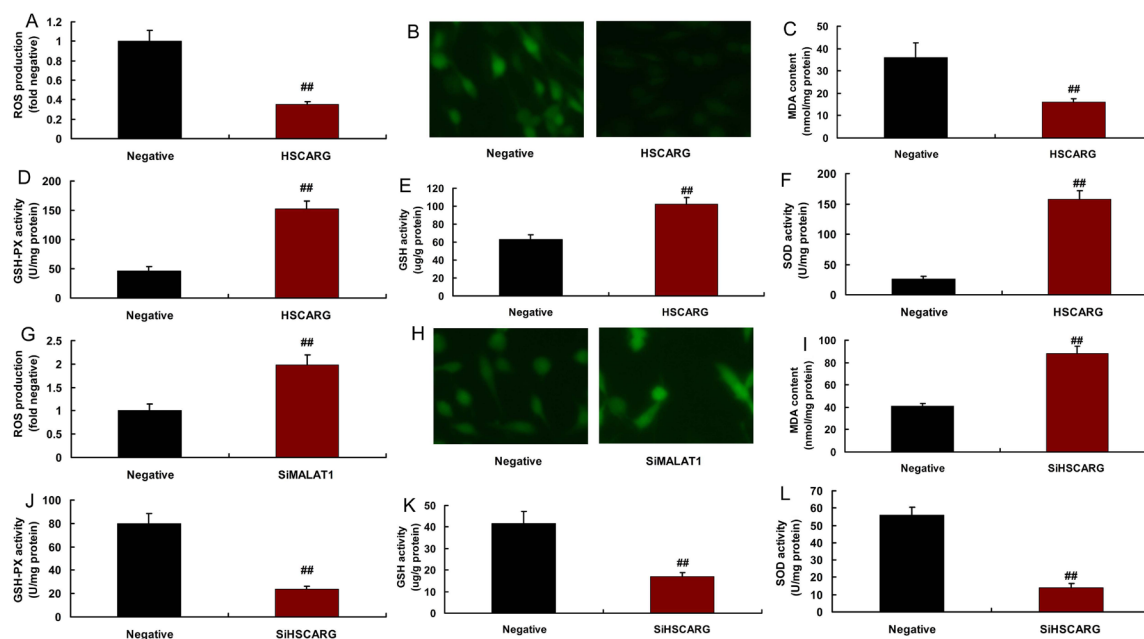 A
ROS production
(fold negative)
1.2
1
0.8
0.6
0.4
0.2
0
##
Negative
HSCARG
B
Negative
HSCARG
C
MDA content
(nmol/mg protein)
50
40
30
20
10
0
##
Negative
HSCARG
D
GSH-PX activity
(U/mg protein)
200
150
100
50
0
##
Negative
HSCARG
E
GSH activity
(ug/g protein)
120
100
80
60
40
20
0
##
Negative
HSCARG
F
SOD activity
(U/mg protein)
200
150
100
50
0
##
Negative
HSCARG
G
ROS production
(fold negative)
2.5
2
1.5
1
0.5
0
##
Negative
SiMALAT1
H
Negative
SiMALAT1
I
MDA content
(nmol/mg protein)
100
80
60
40
20
0
##
Negative
SiHSCARG
J
GSH-PX activity
(U/mg protein)
100
80
60
40
20
0
##
Negative
SiHSCARG
K
GSH activity
(ug/g protein)
50
40
30
20
10
0
##
Negative
SiHSCARG
L
SOD activity
(U/mg protein)
70
60
50
40
30
20
10
0
##
Negative
SiHSCARG